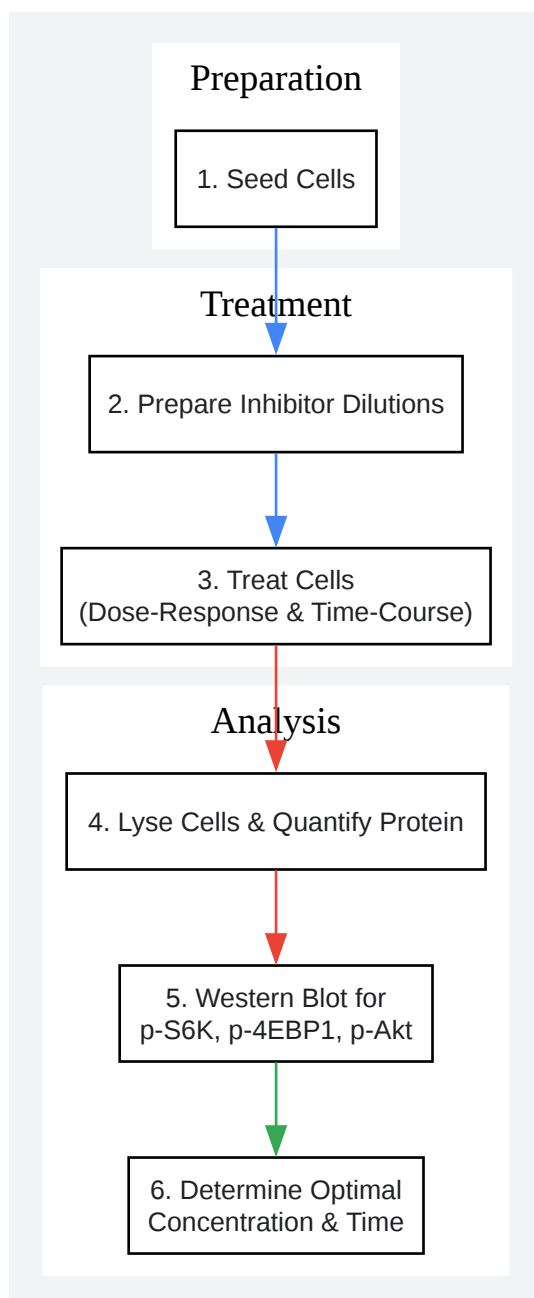 Preparation
1. Seed Cells
Treatment
2. Prepare Inhibitor Dilutions
3. Treat Cells
(Dose-Response & Time-Course)
Analysis
4. Lyse Cells & Quantify Protein
5. Western Blot for
p-S6K, p-4EBP1, p-Akt
6. Determine Optimal
Concentration & Time